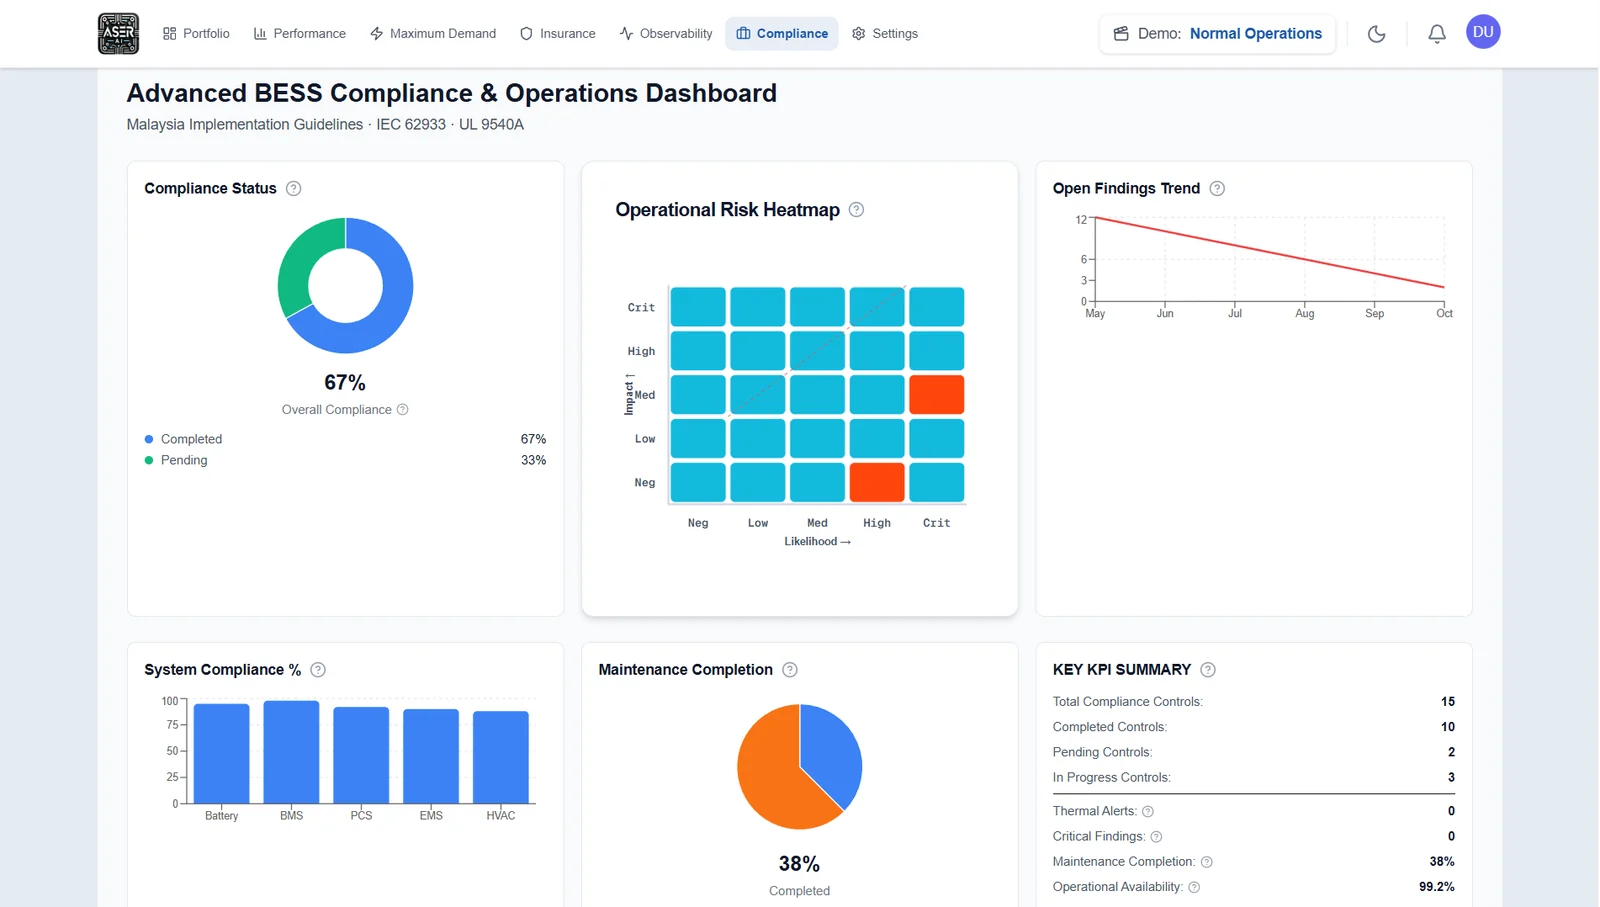 ASER
AI
Portfolio
Performance
Maximum Demand
Insurance
Observability
Compliance
Settings
Demo: Normal Operations
DU
Advanced BESS Compliance & Operations Dashboard
Malaysia Implementation Guidelines · IEC 62933 · UL 9540A
Compliance Status ?
67%
Overall Compliance ?
Completed 67%
Pending 33%
Operational Risk Heatmap ?
Impact →
Crit
High
Med
Low
Neg
Neg Low Med High Crit
Likelihood →
Open Findings Trend ?
12
6
3
0
May Jun Jul Aug Sep Oct
System Compliance % ?
100
75
50
25
0
Battery BMS PCS EMS HVAC
Maintenance Completion ?
38%
Completed
KEY KPI SUMMARY ?
Total Compliance Controls: 15
Completed Controls: 10
Pending Controls: 2
In Progress Controls: 3
Thermal Alerts: ? 0
Critical Findings: ? 0
Maintenance Completion: ? 38%
Operational Availability: ? 99.2%